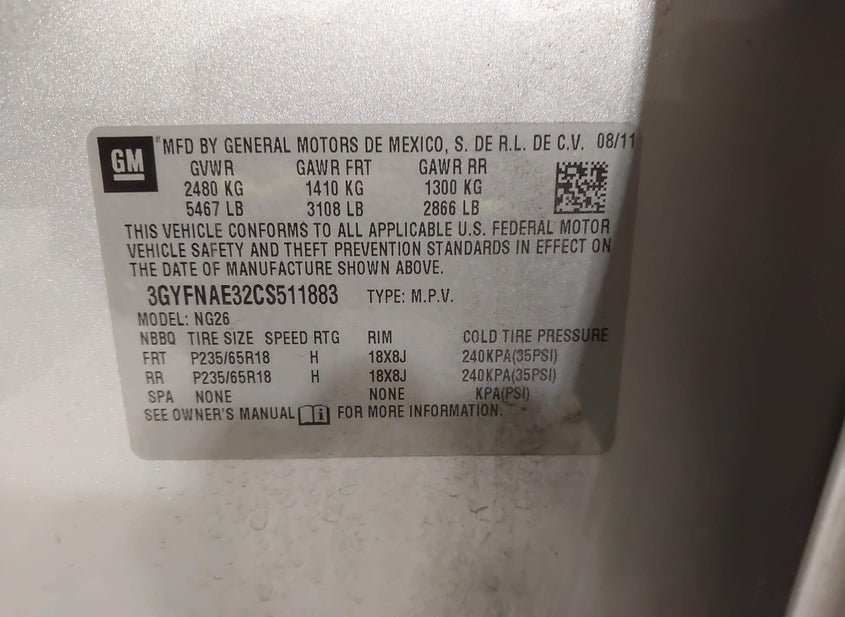 GM
® MFD BY GENERAL MOTORS DE MEXICO, S. DE R.L. DE C.V. 08/11
GVWR GAWR FRT GAWR RR
2480 KG 1410 KG 1300 KG
5467 LB 3108 LB 2866 LB
THIS VEHICLE CONFORMS TO ALL APPLICABLE U.S. FEDERAL MOTOR
VEHICLE SAFETY AND THEFT PREVENTION STANDARDS IN EFFECT ON
THE DATE OF MANUFACTURE SHOWN ABOVE.
3GYFNAE32CS511883 TYPE: M.P.V.
MODEL: NG26
NBBQ TIRE SIZE SPEED RTG RIM COLD TIRE PRESSURE
FRT P235/65R18 H 18X8J 240KPA(35PSI)
RR P235/65R18 H 18X8J 240KPA(35PSI)
SPA NONE NONE KPA(PSI)
SEE OWNER'S MANUAL FOR MORE INFORMATION.